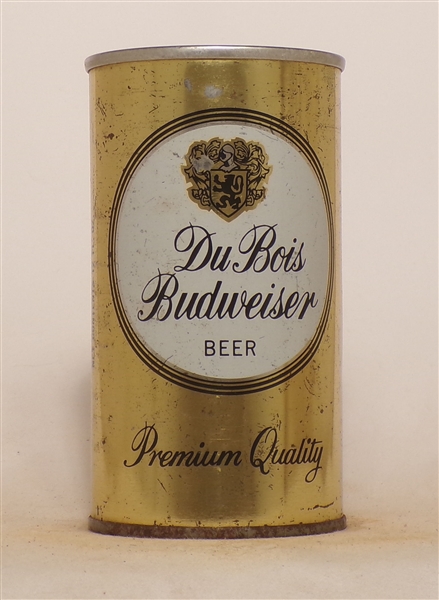 Du Bois
Budweiser
BEER
Premium Quality